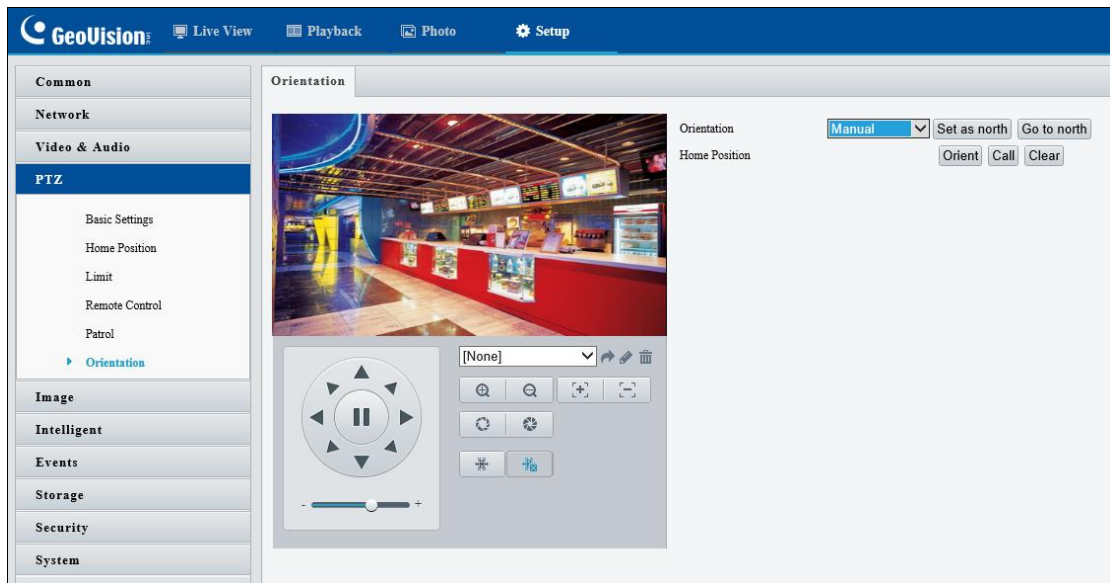 GeoVision Live View Playback Photo Setup
Common
Network
Video & Audio
PTZ
Basic Settings
Home Position
Limit
Remote Control
Patrol
Orientation
Image
Intelligent
Events
Storage
Security
System
Orientation
Orientation Manual Set as north Go to north
Home Position Orient Call Clear
[None]
- +